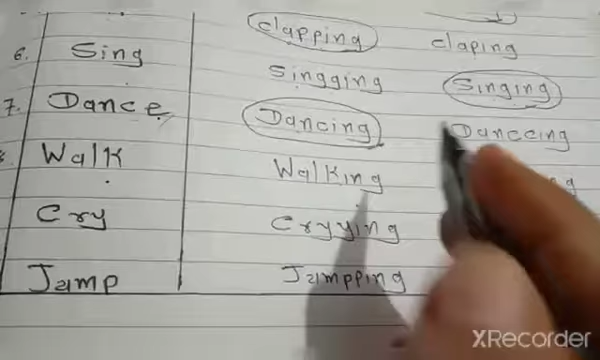 clapping claping
6. Sing Singging Singing
7. Dance Dancing Danceing
Walk Walking
Cry Cryying
Jump Jumpping
XRecorder